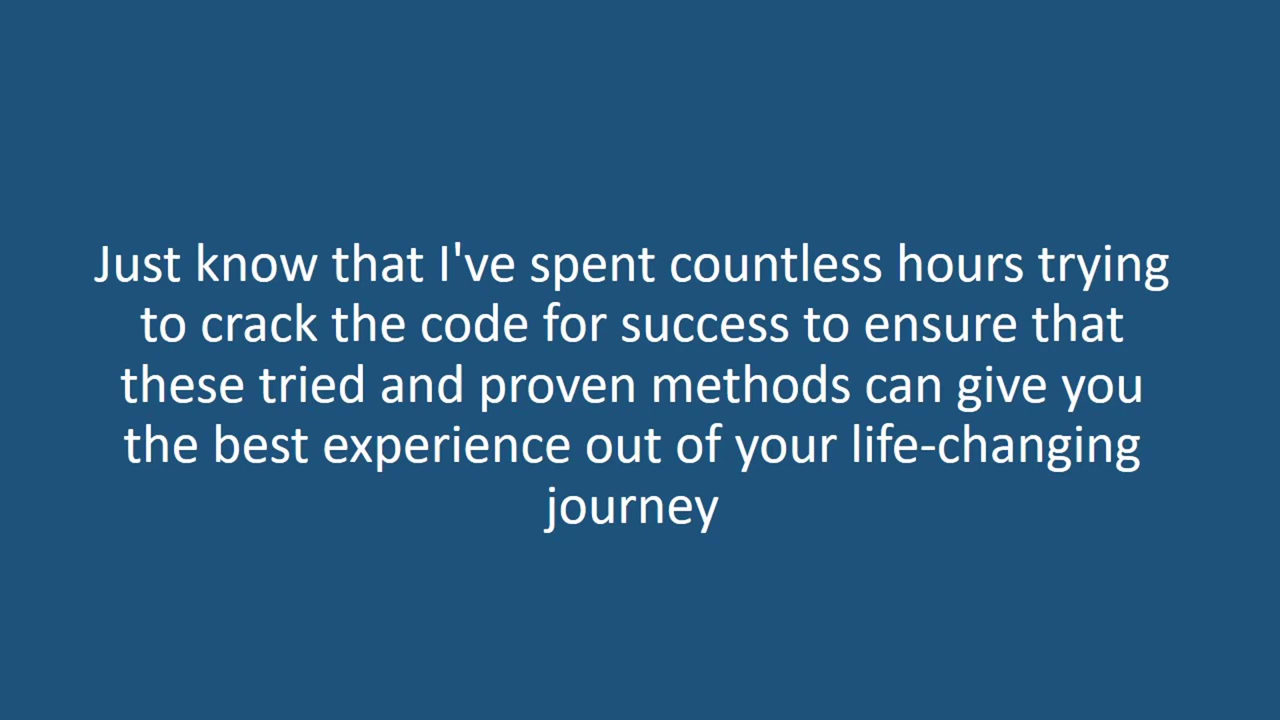 Just know that I've spent countless hours trying
to crack the code for success to ensure that
these tried and proven methods can give you
the best experience out of your life-changing
journey